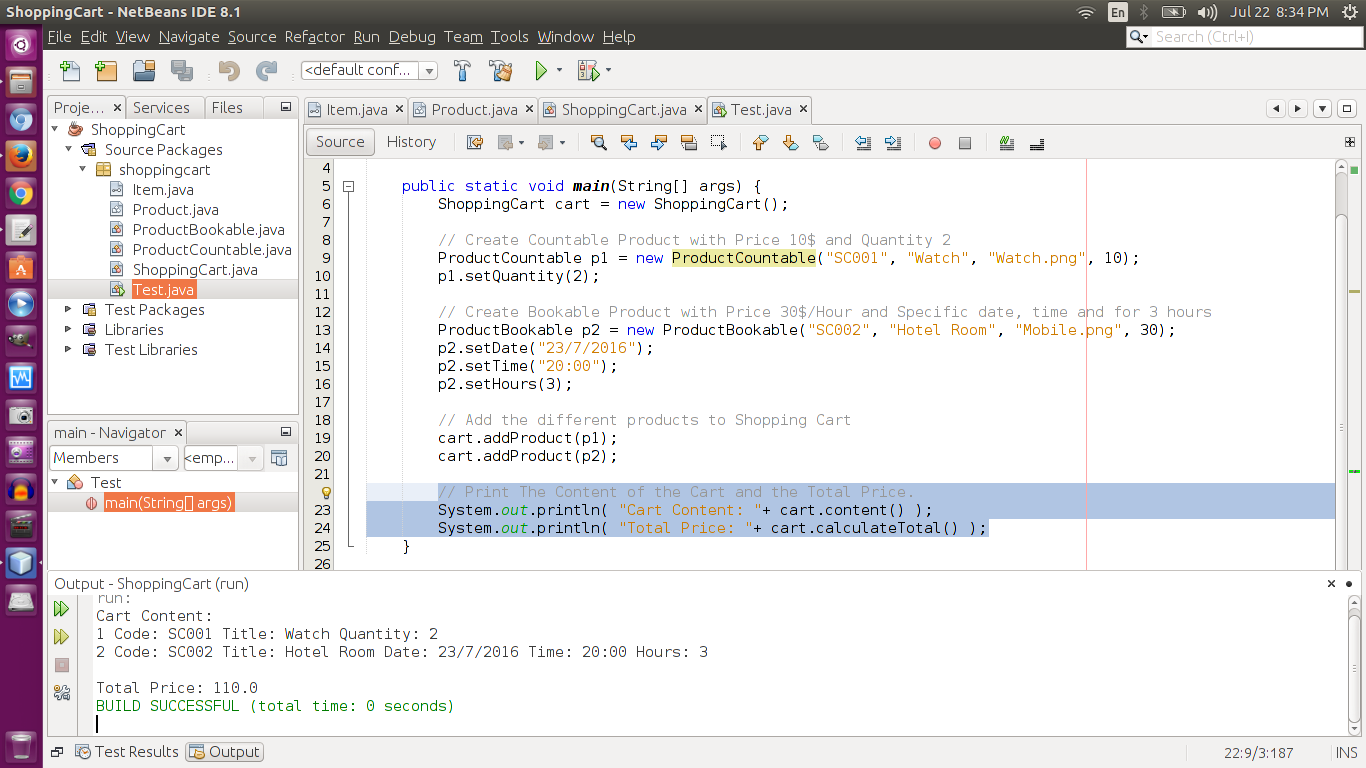 ShoppingCart - NetBeans IDE 8.1
En
Jul 22 8:34 PM
File Edit View Navigate Source Refactor Run Debug Team Tools Window Help
Search (Ctrl+I)
<default conf...
Proje... × Services Files
ShoppingCart
Source Packages
shoppingcart
Item.java
Product.java
ProductBookable.java
ProductCountable.java
ShoppingCart.java
Test.java
Test Packages
Libraries
Test Libraries
main - Navigator ×
Members
<emp...
Test
main(String[] args)
Item.java × Product.java × ShoppingCart.java × Test.java ×
Source History
4
5 public static void main(String[] args) {
6 ShoppingCart cart = new ShoppingCart();
7
8 // Create Countable Product with Price 10$ and Quantity 2
9 ProductCountable p1 = new ProductCountable("SC001", "Watch", "Watch.png", 10);
10 p1.setQuantity(2);
11
12 // Create Bookable Product with Price 30$/Hour and Specific date, time and for 3 hours
13 ProductBookable p2 = new ProductBookable("SC002", "Hotel Room", "Mobile.png", 30);
14 p2.setDate("23/7/2016");
15 p2.setTime("20:00");
16 p2.setHours(3);
17
18 // Add the different products to Shopping Cart
19 cart.addProduct(p1);
20 cart.addProduct(p2);
21
// Print The Content of the Cart and the Total Price.
23 System.out.println( "Cart Content: "+ cart.content() );
24 System.out.println( "Total Price: "+ cart.calculateTotal() );
25 }
26
Output - ShoppingCart (run)
run:
Cart Content:
1 Code: SC001 Title: Watch Quantity: 2
2 Code: SC002 Title: Hotel Room Date: 23/7/2016 Time: 20:00 Hours: 3
Total Price: 110.0
BUILD SUCCESSFUL (total time: 0 seconds)
Test Results Output
22:9/3:187 INS